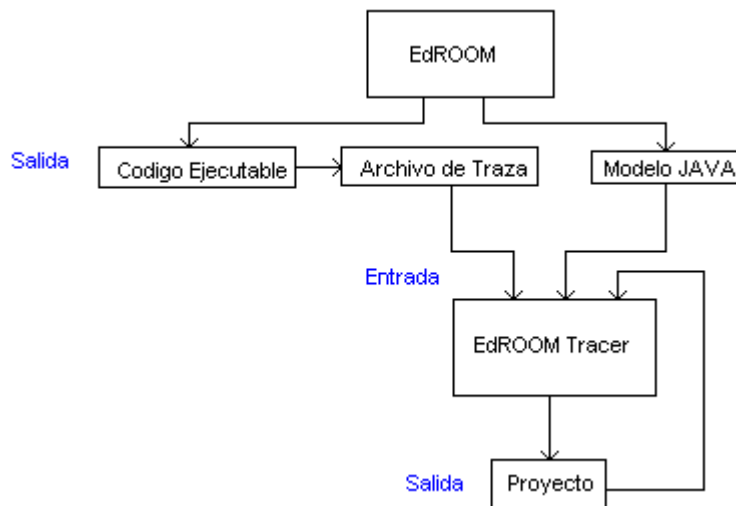 EdROOM
Salida
Codigo Ejecutable
Archivo de Traza
Modelo JAVA
Entrada
EdROOM Tracer
Salida
Proyecto